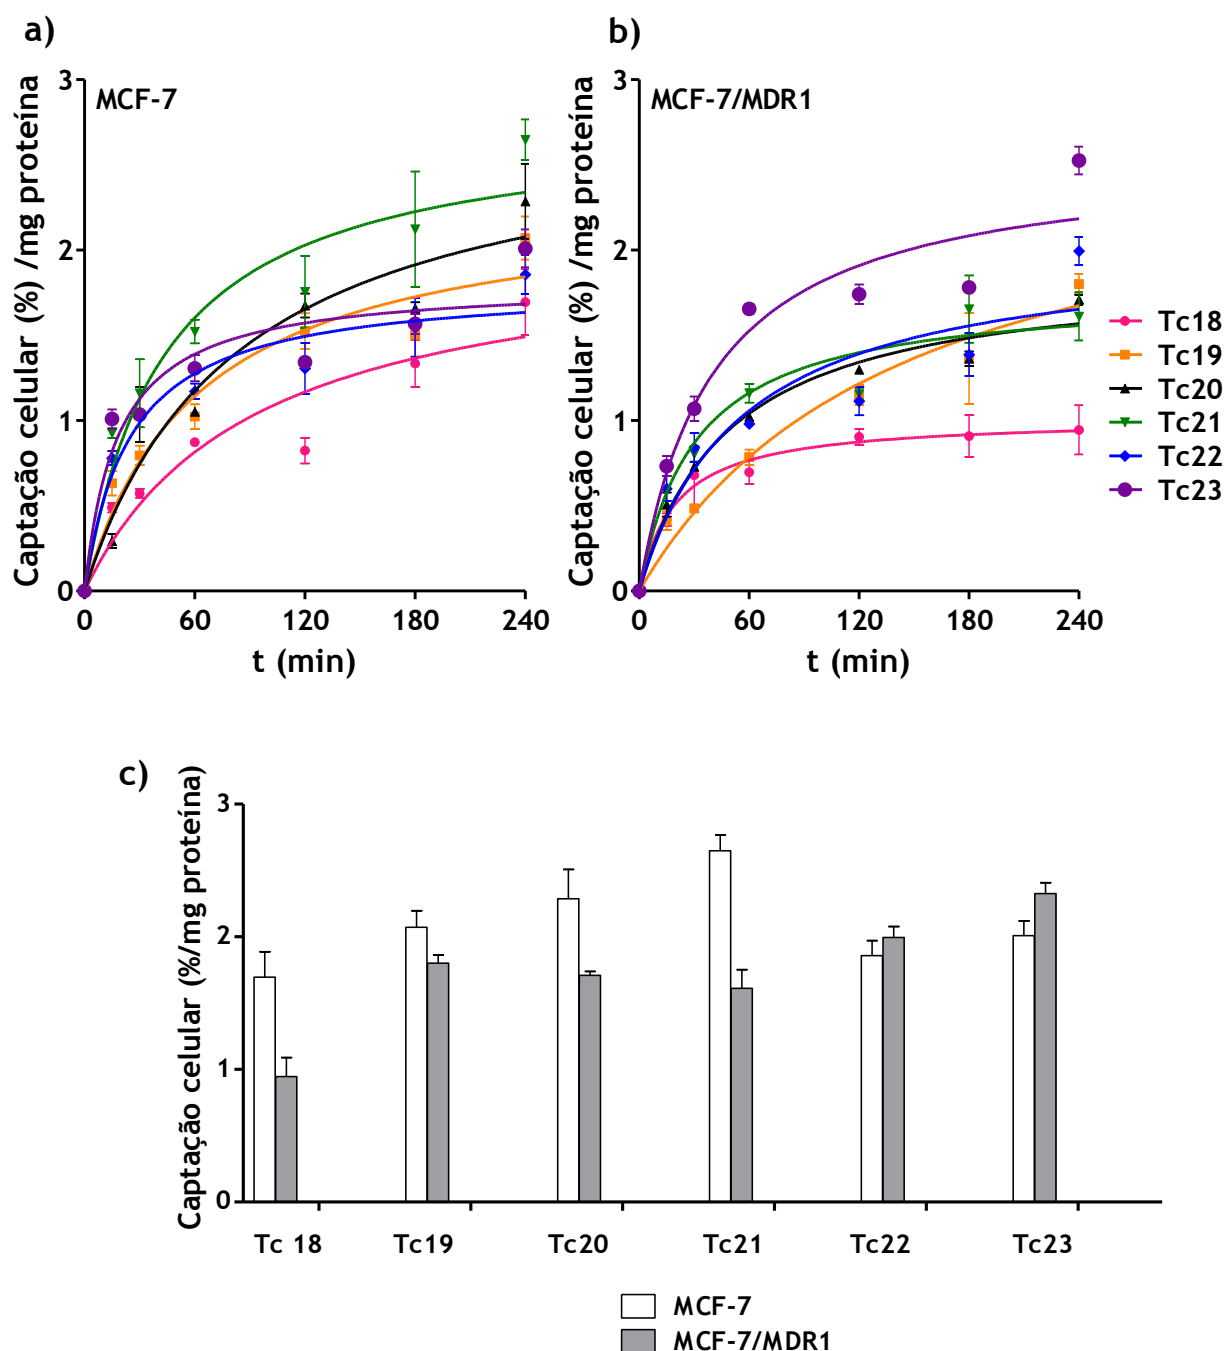 a)
Captação celular (%) /mg proteína
3
2
1
0
MCF-7
0 60 120 180 240
t (min)
b)
Captação celular (%) /mg proteína
3
2
1
0
MCF-7/MDR1
0 60 120 180 240
t (min)
Tc18
Tc19
Tc20
Tc21
Tc22
Tc23
c)
Captação celular (%/mg proteína)
3
2
1
0
Tc 18 Tc19 Tc20 Tc21 Tc22 Tc23
MCF-7
MCF-7/MDR1